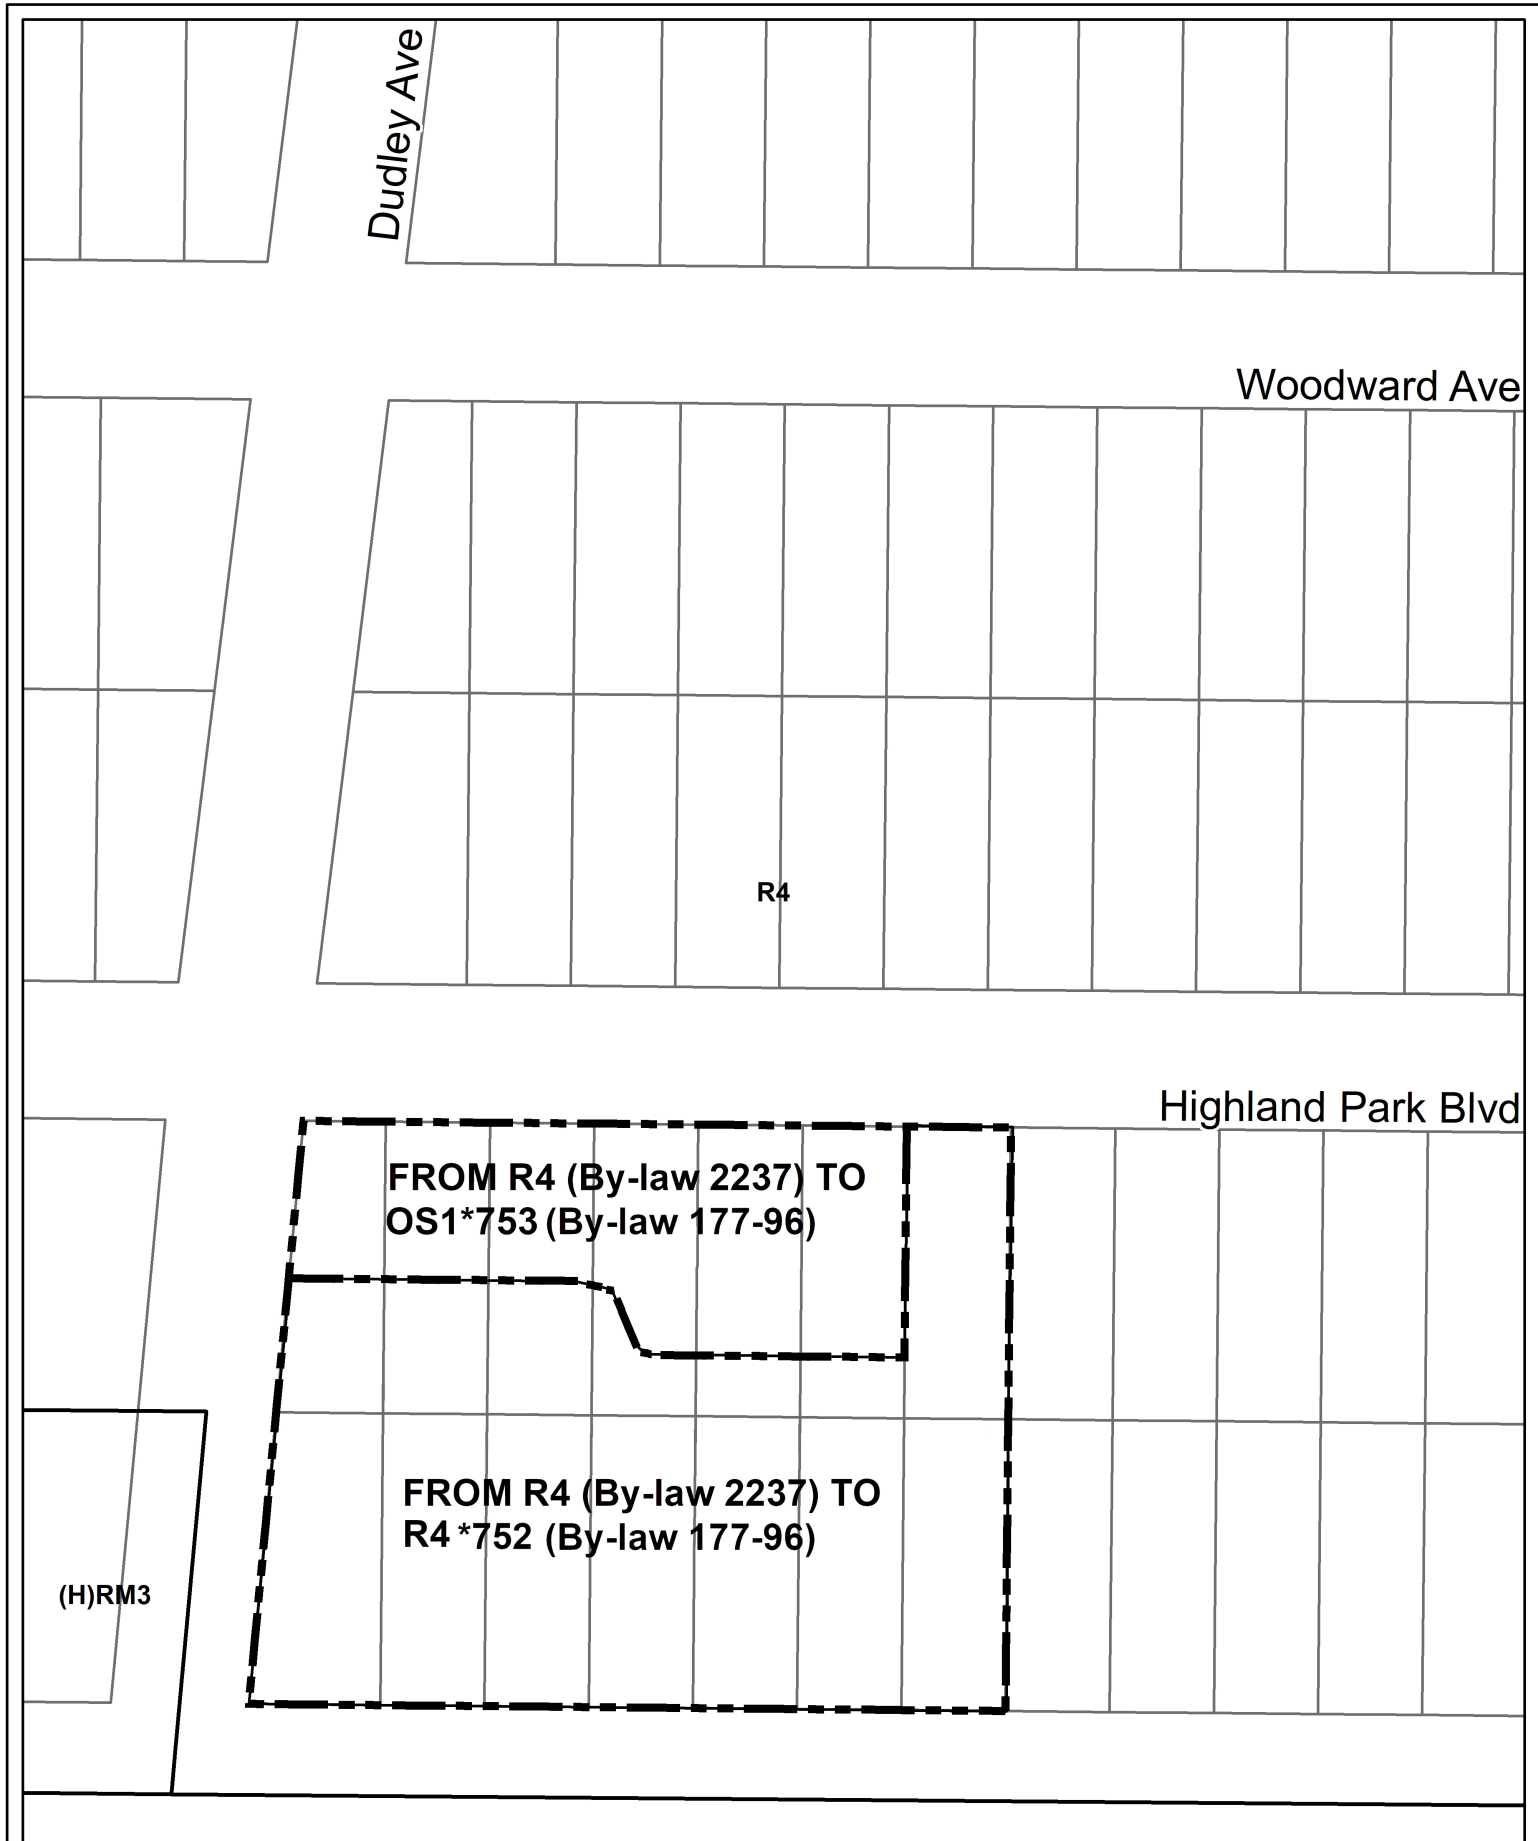 Dudley Ave
Woodward Ave
R4
Highland Park Blvd
FROM R4 (By-law 2237) TO
OS1*753 (By-law 177-96)
FROM R4 (By-law 2237) TO
R4 *752 (By-law 177-96)
(H)RM3